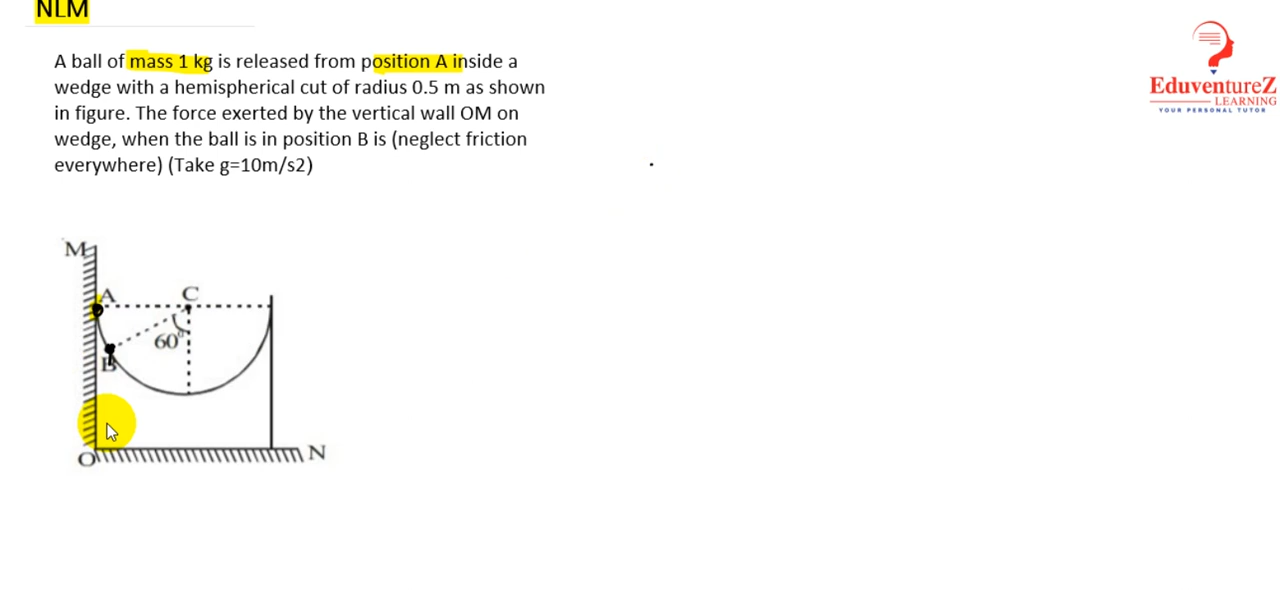 NLM
A ball of mass 1 kg is released from position A inside a
wedge with a hemispherical cut of radius 0.5 m as shown
in figure. The force exerted by the vertical wall OM on
wedge, when the ball is in position B is (neglect friction
everywhere) (Take g=10m/s2)
EduventureZ
LEARNING
YOUR PERSONAL TUTOR
M
A
C
60°
B
O
N